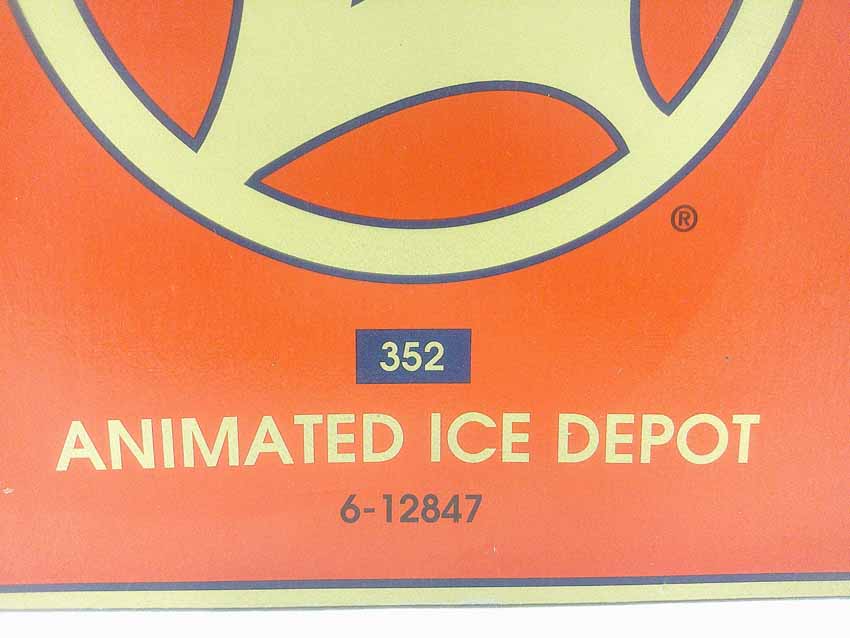 ®
352
ANIMATED ICE DEPOT
6-12847